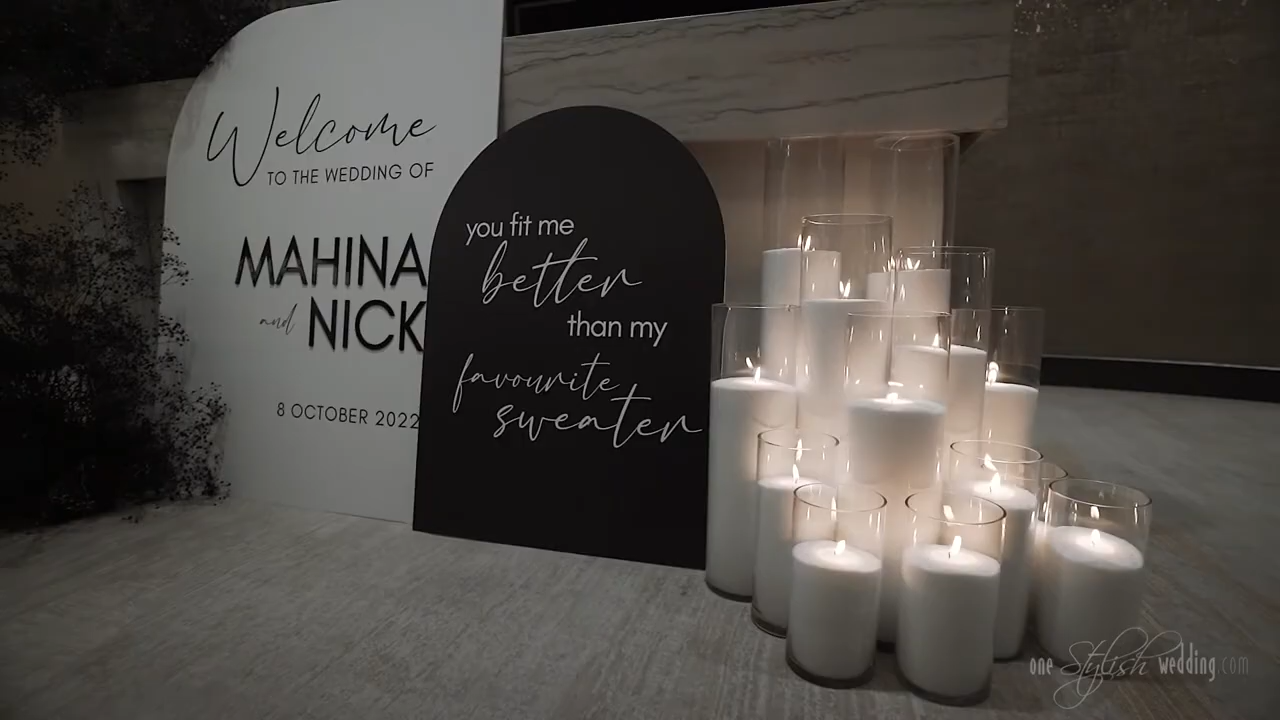 Welcome
TO THE WEDDING OF
MAHINA
and NICK
8 OCTOBER 2022
you fit me
better
than my
favourite
sweater
one Stylish wedding.com